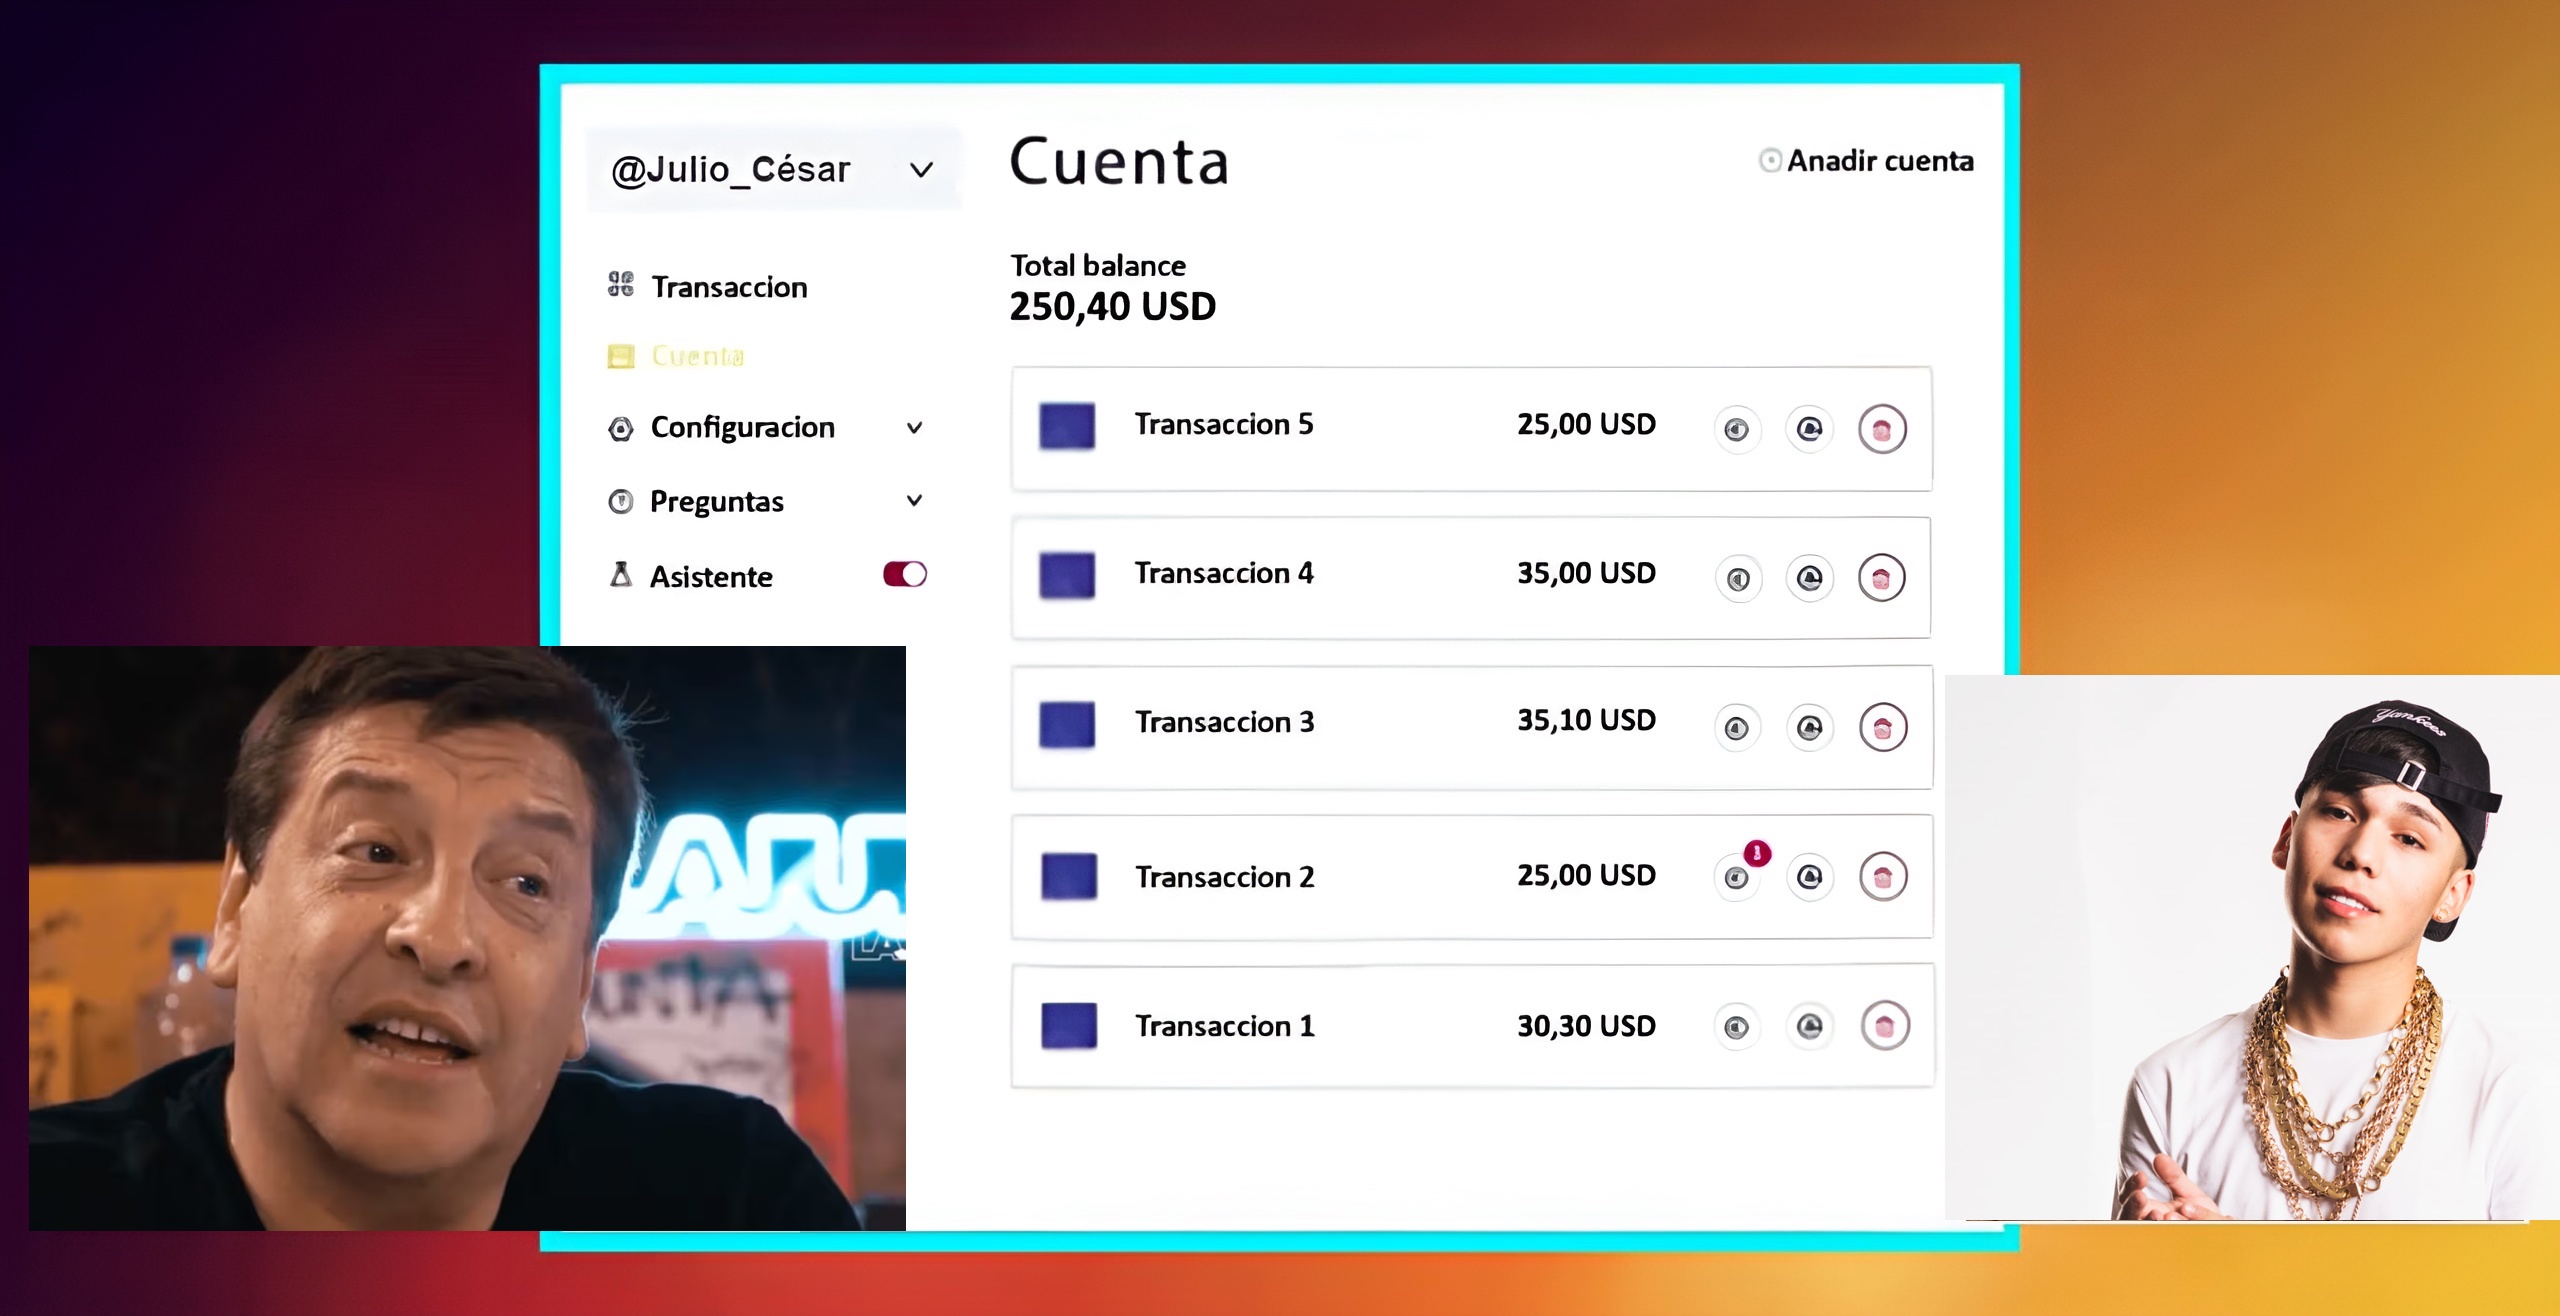 @Julio_César
Cuenta
Anadir cuenta
Transaccion
Cuenta
Configuracion
Preguntas
Asistente
Total balance
250,40 USD
Transaccion 5 25,00 USD
Transaccion 4 35,00 USD
Transaccion 3 35,10 USD
Transaccion 2 25,00 USD
Transaccion 1 30,30 USD
Yankees